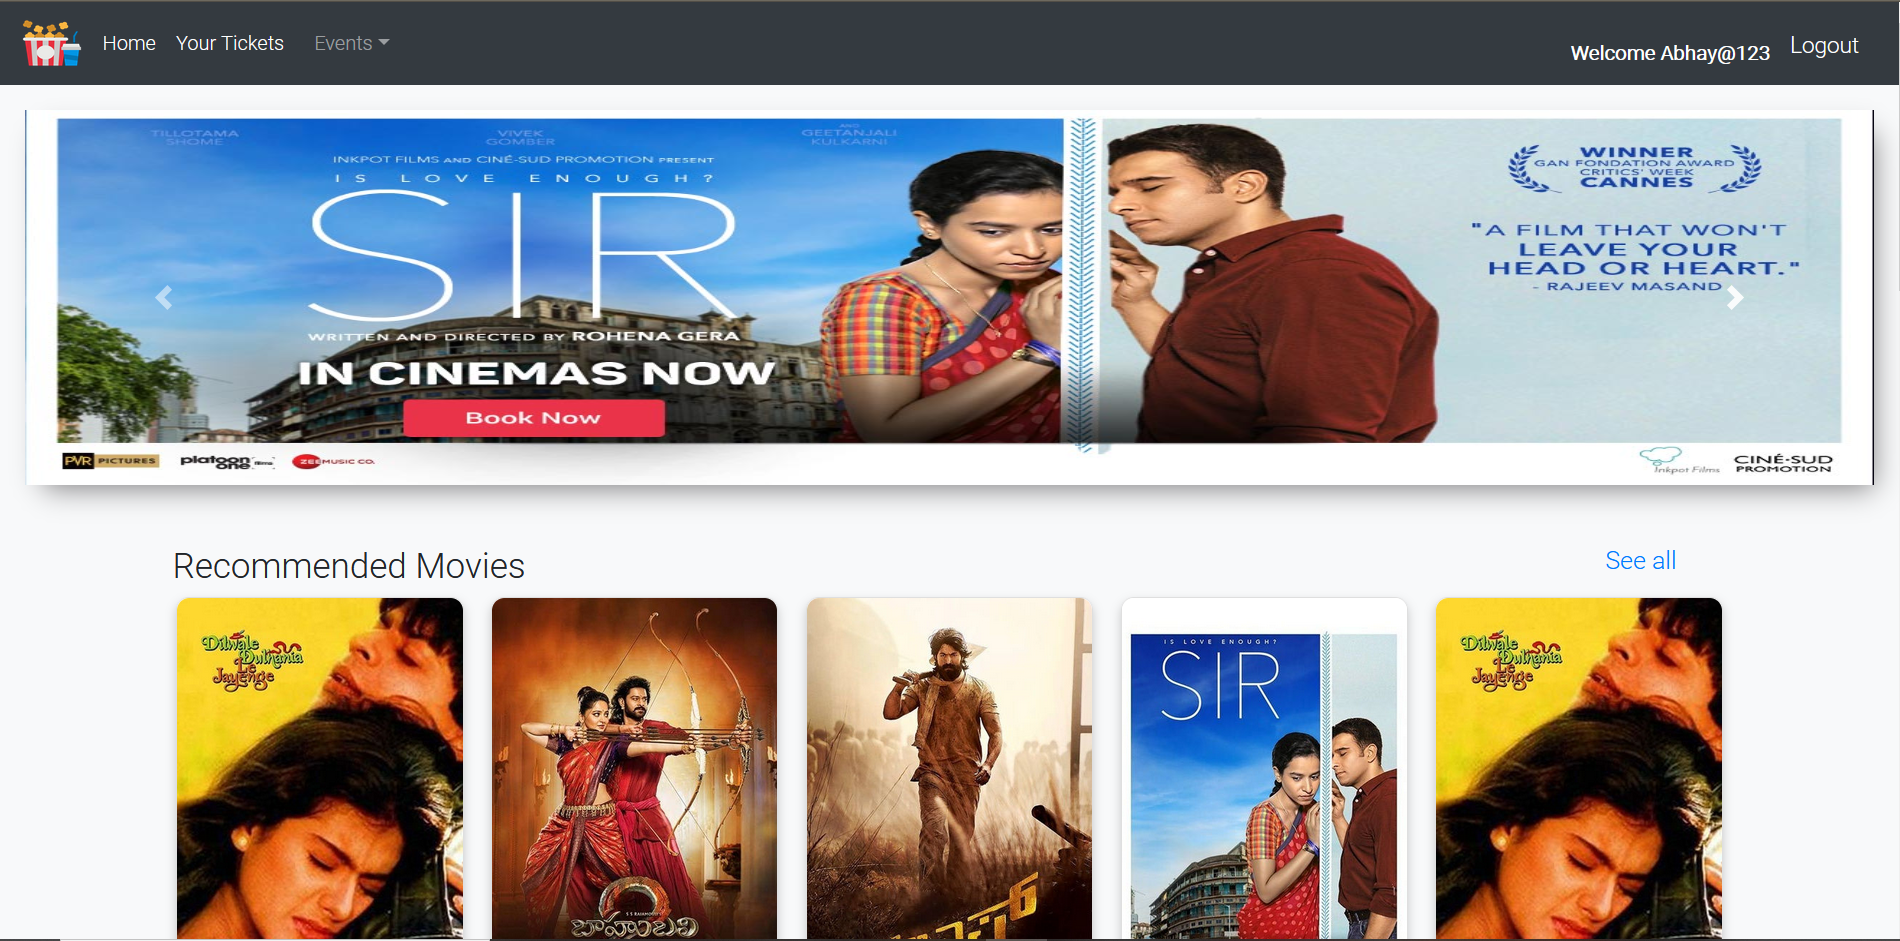 Home Your Tickets Events
Welcome Abhay@123 Logout
TILLOTAMA SHOME
VIVEK GOMBER
AND GEETANJALI KULKARNI
INKPOT FILMS AND CINÉ-SUD PROMOTION PRESENT
IS LOVE ENOUGH?
SIR
WRITTEN AND DIRECTED BY ROHENA GERA
IN CINEMAS NOW
Book Now
WINNER
GAN FONDATION AWARD
CRITICS' WEEK
CANNES
"A FILM THAT WON'T
LEAVE YOUR
HEAD OR HEART."
- RAJEEV MASAND
PVR PICTURES
platoon one films
ZEE MUSIC CO.
Inkpot Films
CINÉ-SUD
PROMOTION
Recommended Movies
See all
Dilwale
Dulhania
Le
Jayenge
2
బాహుబలి
IS LOVE ENOUGH?
SIR
Dilwale
Dulhania
Le
Jayenge